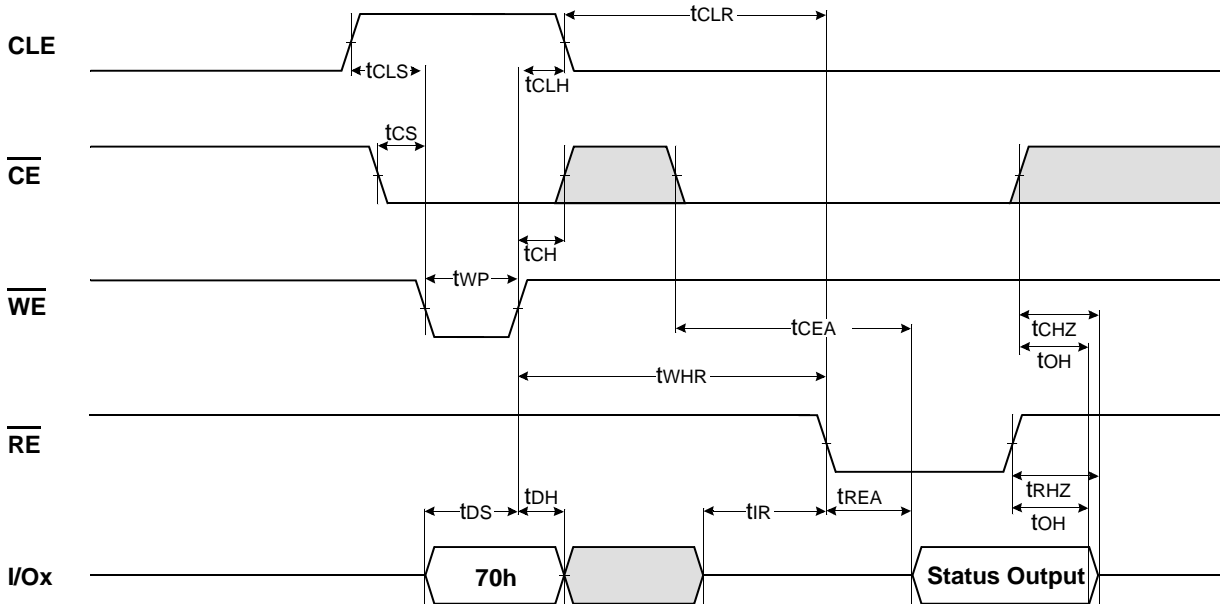 tCLR
CLE
tCLS
tCLH
tCS
CE
tCH
tWP
WE
tCEA
tCHZ
tOH
tWHR
RE
tDH
tRHZ
tDS
tIR
tREA
tOH
I/Ox
70h
Status Output